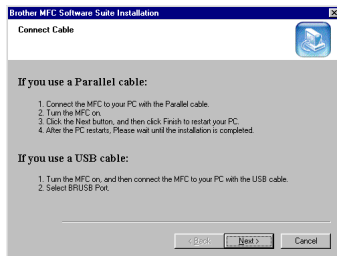 Brother MFC Software Suite Installation
Connect Cable
If you use a Parallel cable:
1. Connect the MFC to your PC with the Parallel cable.
2. Turn the MFC on.
3. Click the Next button, and then click Finish to restart your PC.
4. After the PC restarts, Please wait until the installation is completed.
If you use a USB cable:
1. Turn the MFC on, and then connect the MFC to your PC with the USB cable.
2. Select BRUSB Port.
< Back Next > Cancel